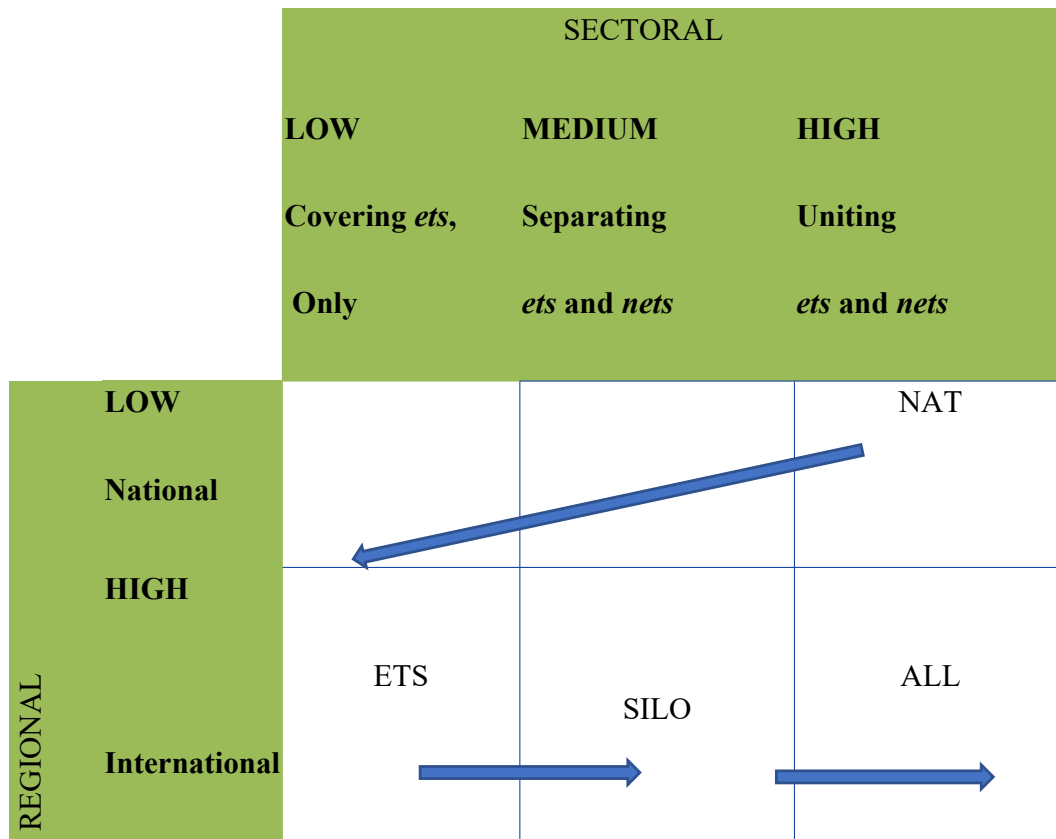 SECTORAL
LOW MEDIUM HIGH
Covering ets, Separating Uniting
Only ets and nets ets and nets
LOW NAT
National
HIGH
ETS ALL
SILO
International
REGIONAL